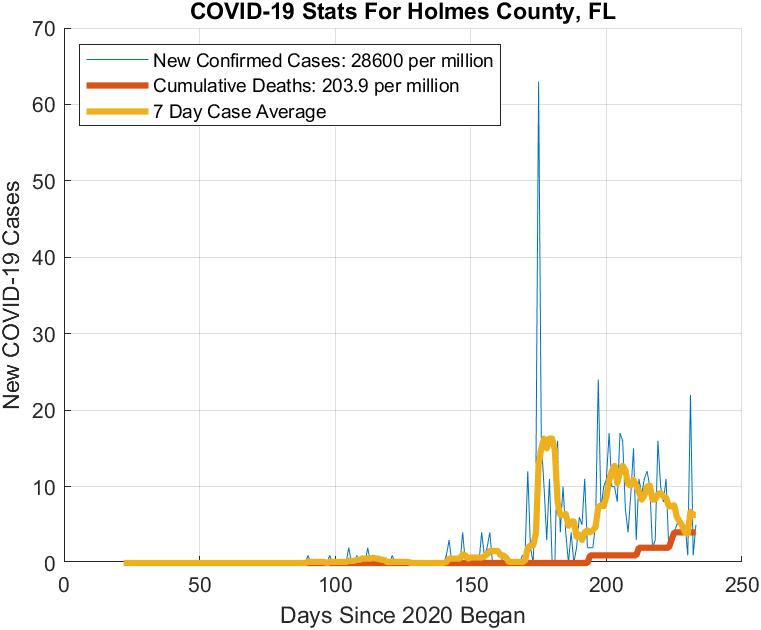 COVID-19 Stats For Holmes County, FL
New Confirmed Cases: 28600 per million
Cumulative Deaths: 203.9 per million
7 Day Case Average
New COVID-19 Cases
70
60
50
40
30
20
10
0
0 50 100 150 200 250
Days Since 2020 Began